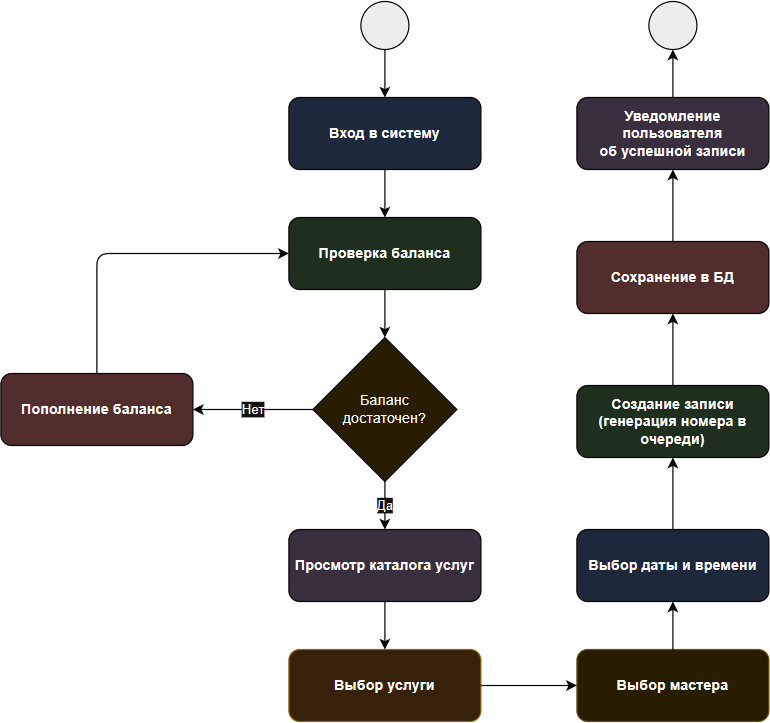 Вход в систему
Проверка баланса
Баланс
достаточен?
Нет
Пополнение баланса
Да
Просмотр каталога услуг
Выбор услуги
Выбор мастера
Выбор даты и времени
Создание записи
(генерация номера в
очереди)
Сохранение в БД
Уведомление
пользователя
об успешной записи